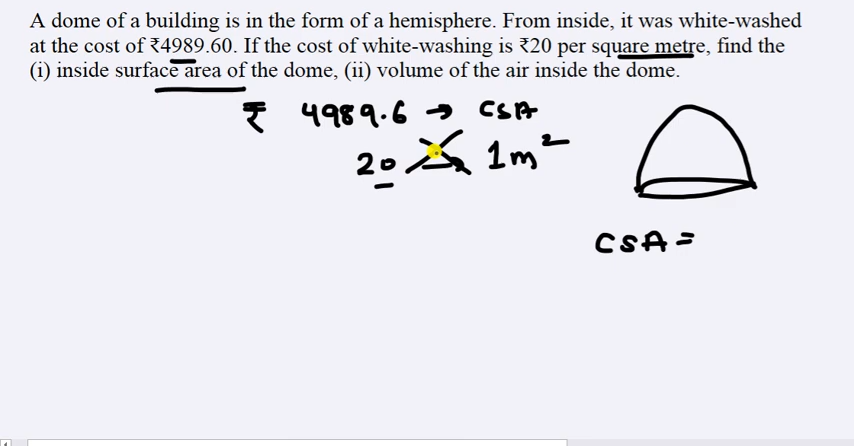 A dome of a building is in the form of a hemisphere. From inside, it was white-washed
at the cost of ₹4989.60. If the cost of white-washing is ₹20 per square metre, find the
(i) inside surface area of the dome, (ii) volume of the air inside the dome.
₹ 4989.6 → CSA
20 → 1m²
CSA =